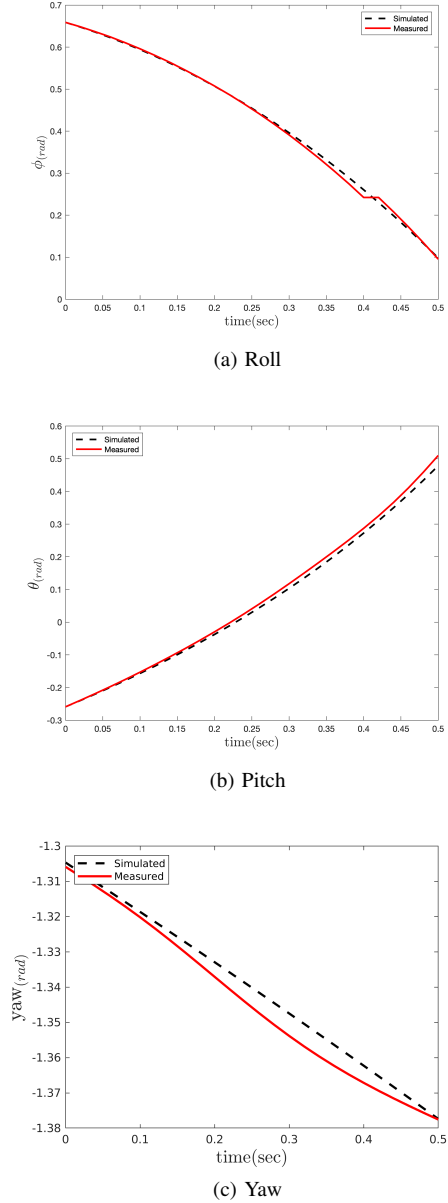 0.7
0.6
0.5
0.4
0.3
0.2
0.1
0
ϕ(rad)
Simulated
Measured
0 0.05 0.1 0.15 0.2 0.25 0.3 0.35 0.4 0.45 0.5
time(sec)
(a) Roll
0.6
0.5
0.4
0.3
0.2
0.1
0
-0.1
-0.2
-0.3
θ(rad)
Simulated
Measured
0 0.05 0.1 0.15 0.2 0.25 0.3 0.35 0.4 0.45 0.5
time(sec)
(b) Pitch
-1.3
-1.31
-1.32
-1.33
-1.34
-1.35
-1.36
-1.37
-1.38
yaw(rad)
Simulated
Measured
0 0.1 0.2 0.3 0.4 0.5
time(sec)
(c) Yaw